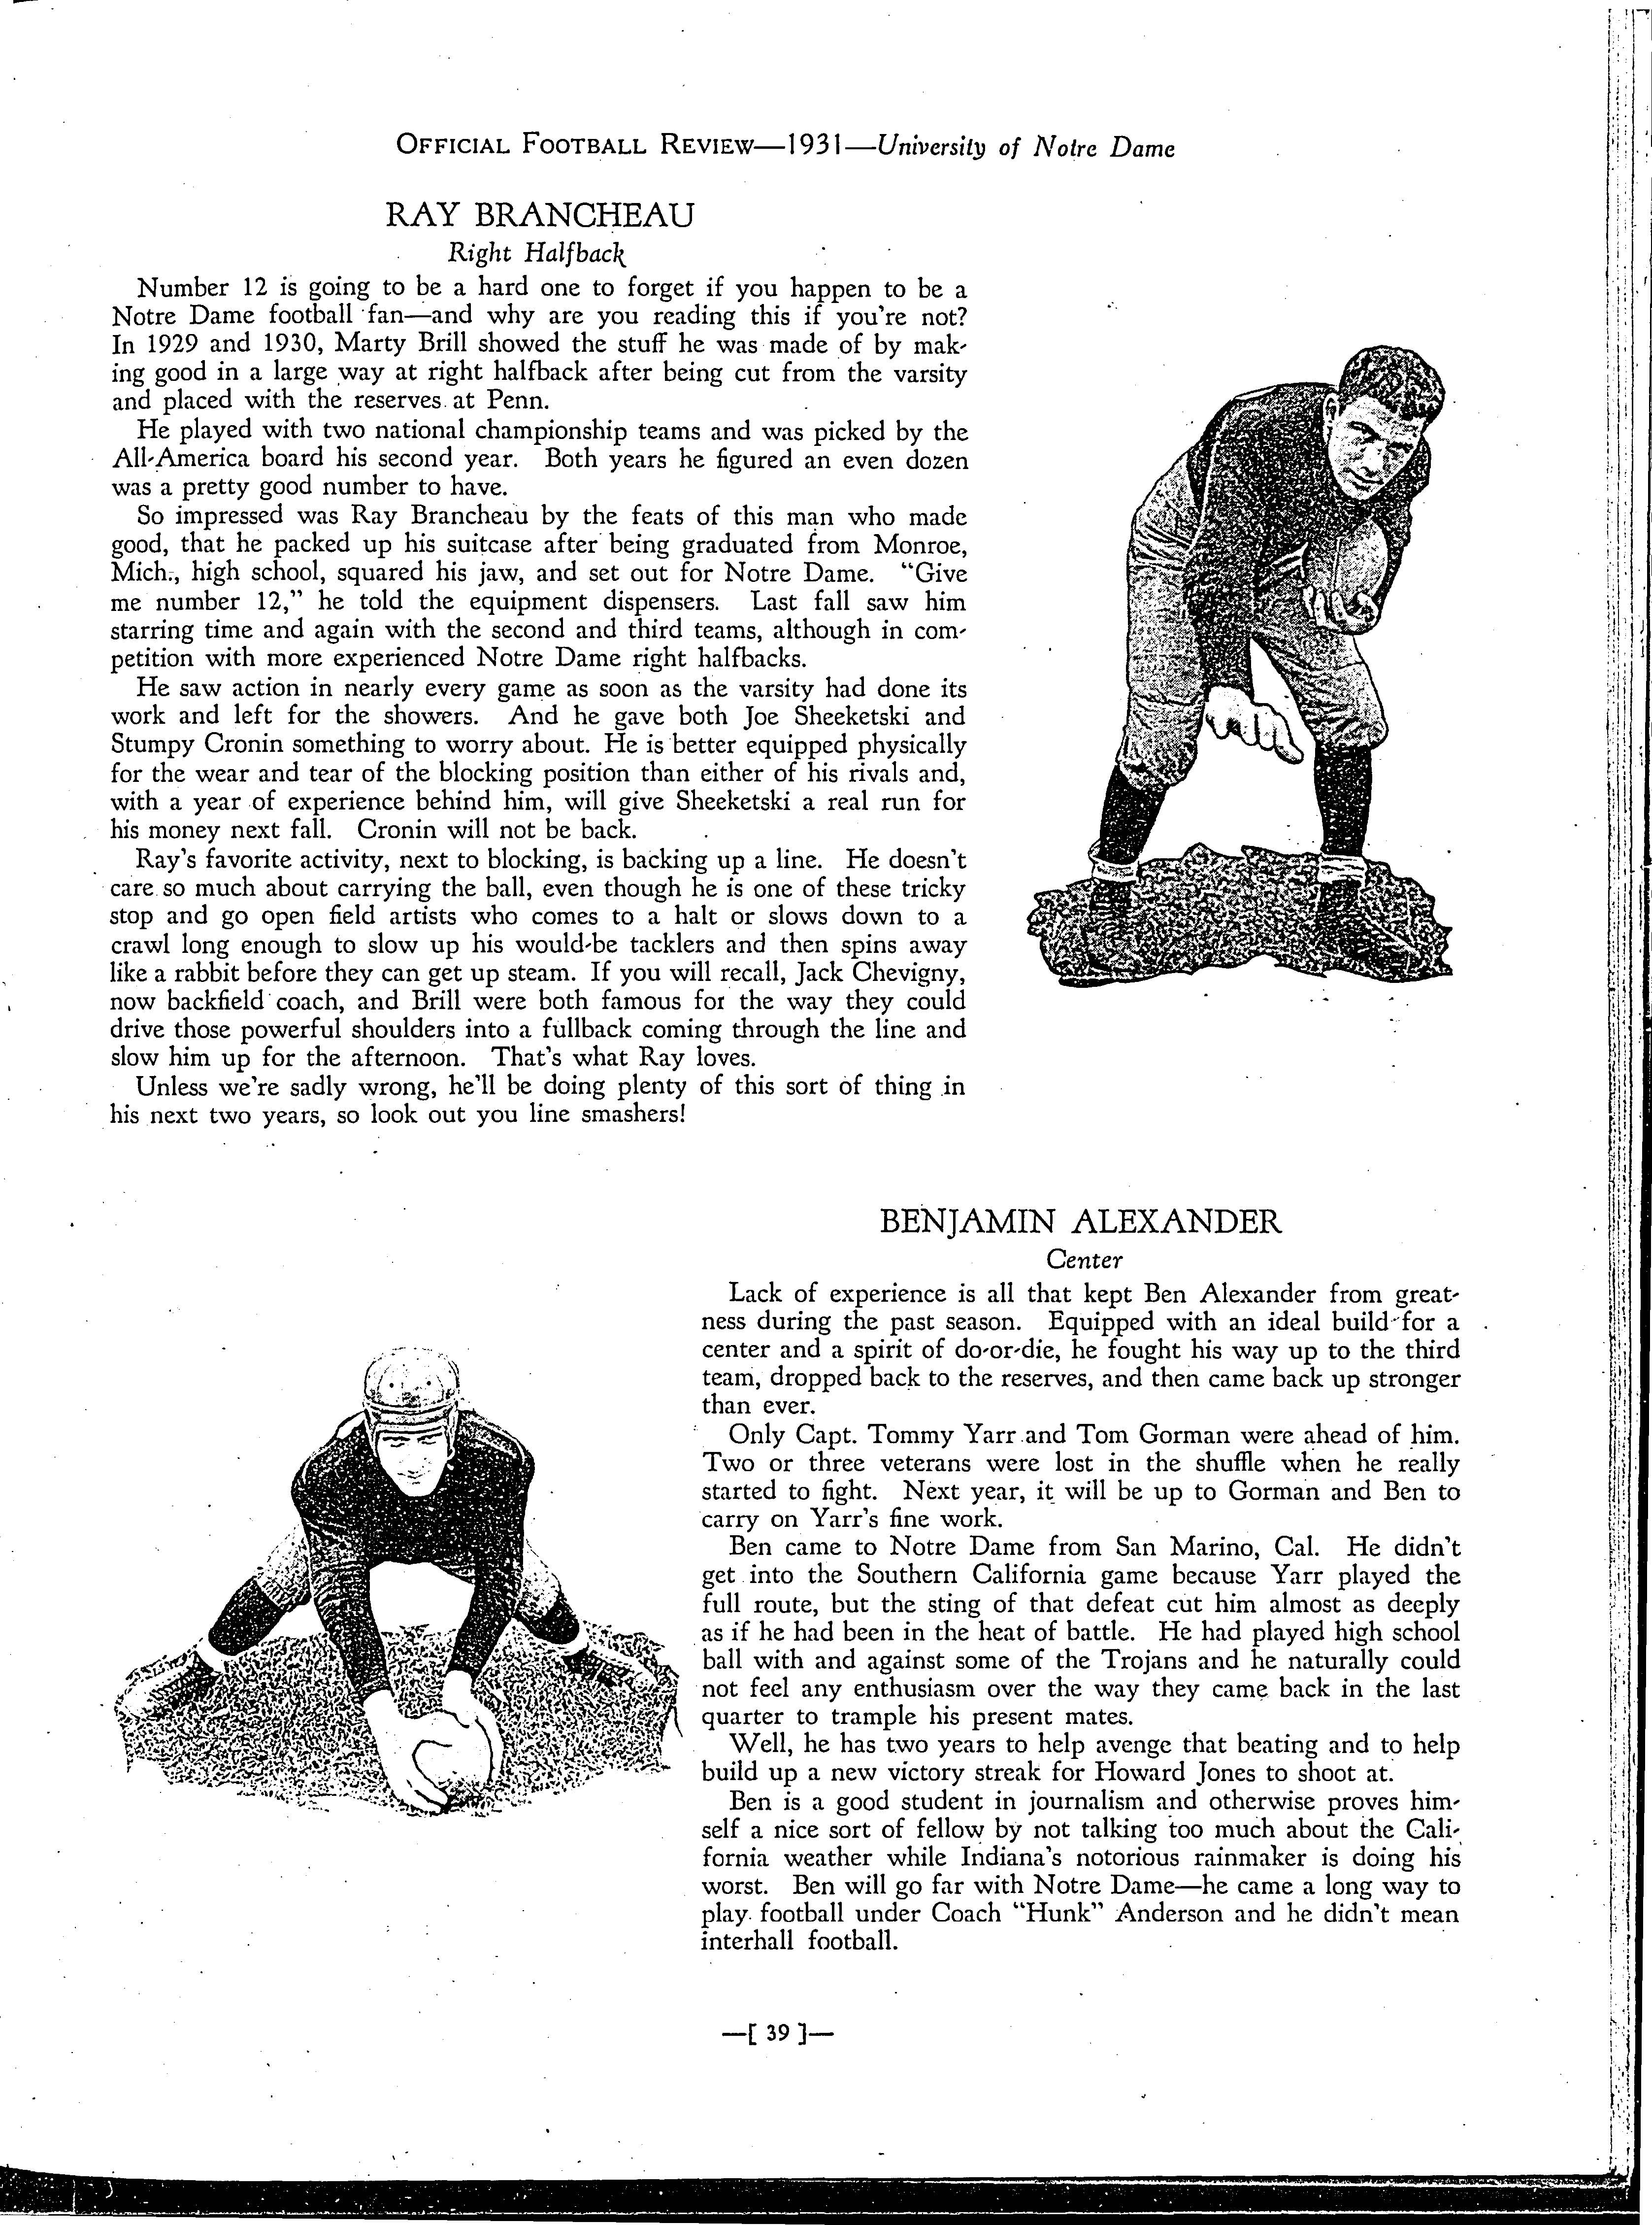 OFFICIAL FOOTBALL REVIEW—1931—University of Notre Dame
RAY BRANCHEAU
Right Halfback
Number 12 is going to be a hard one to forget if you happen to be a
Notre Dame football fan—and why are you reading this if you're not?
In 1929 and 1930, Marty Brill showed the stuff he was made of by mak-
ing good in a large way at right halfback after being cut from the varsity
and placed with the reserves at Penn.
He played with two national championship teams and was picked by the
All-America board his second year. Both years he figured an even dozen
was a pretty good number to have.
So impressed was Ray Brancheau by the feats of this man who made
good, that he packed up his suitcase after being graduated from Monroe,
Mich., high school, squared his jaw, and set out for Notre Dame. "Give
me number 12," he told the equipment dispensers. Last fall saw him
starring time and again with the second and third teams, although in com-
petition with more experienced Notre Dame right halfbacks.
He saw action in nearly every game as soon as the varsity had done its
work and left for the showers. And he gave both Joe Sheeketski and
Stumpy Cronin something to worry about. He is better equipped physically
for the wear and tear of the blocking position than either of his rivals and,
with a year of experience behind him, will give Sheeketski a real run for
his money next fall. Cronin will not be back.
Ray's favorite activity, next to blocking, is backing up a line. He doesn't
care so much about carrying the ball, even though he is one of these tricky
stop and go open field artists who comes to a halt or slows down to a
crawl long enough to slow up his would-be tacklers and then spins away
like a rabbit before they can get up steam. If you will recall, Jack Chevigny,
now backfield coach, and Brill were both famous for the way they could
drive those powerful shoulders into a fullback coming through the line and
slow him up for the afternoon. That's what Ray loves.
Unless we're sadly wrong, he'll be doing plenty of this sort of thing in
his next two years, so look out you line smashers!
BENJAMIN ALEXANDER
Center
Lack of experience is all that kept Ben Alexander from great-
ness during the past season. Equipped with an ideal build for a
center and a spirit of do-or-die, he fought his way up to the third
team, dropped back to the reserves, and then came back up stronger
than ever.
Only Capt. Tommy Yarr and Tom Gorman were ahead of him.
Two or three veterans were lost in the shuffle when he really
started to fight. Next year, it will be up to Gorman and Ben to
carry on Yarr's fine work.
Ben came to Notre Dame from San Marino, Cal. He didn't
get into the Southern California game because Yarr played the
full route, but the sting of that defeat cut him almost as deeply
as if he had been in the heat of battle. He had played high school
ball with and against some of the Trojans and he naturally could
not feel any enthusiasm over the way they came back in the last
quarter to trample his present mates.
Well, he has two years to help avenge that beating and to help
build up a new victory streak for Howard Jones to shoot at.
Ben is a good student in journalism and otherwise proves him-
self a nice sort of fellow by not talking too much about the Cali-
fornia weather while Indiana's notorious rainmaker is doing his
worst. Ben will go far with Notre Dame—he came a long way to
play football under Coach "Hunk" Anderson and he didn't mean
interhall football.
—[ 39 ]—